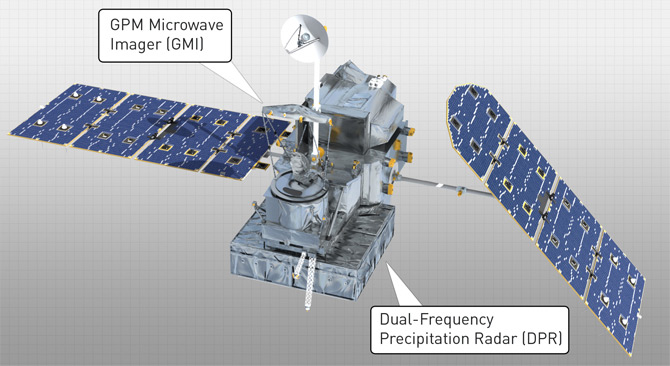 GPM Microwave
Imager (GMI)
Dual-Frequency
Precipitation Radar (DPR)